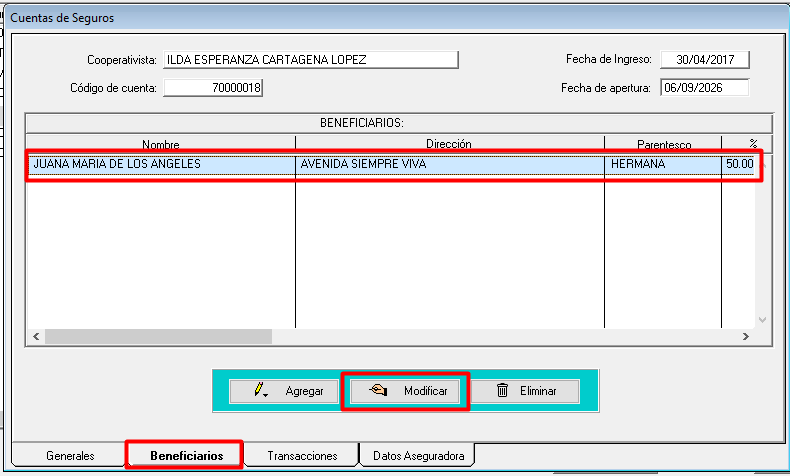 Cuentas de Seguros
Cooperativista: ILDA ESPERANZA CARTAGENA LOPEZ Fecha de Ingreso: 30/04/2017
Código de cuenta: 70000018 Fecha de apertura: 06/09/2026
BENEFICIARIOS:
Nombre Dirección Parentesco %
JUANA MARIA DE LOS ANGELES AVENIDA SIEMPRE VIVA HERMANA 50.00
Agregar Modificar Eliminar
Generales Beneficiarios Transacciones Datos Aseguradora